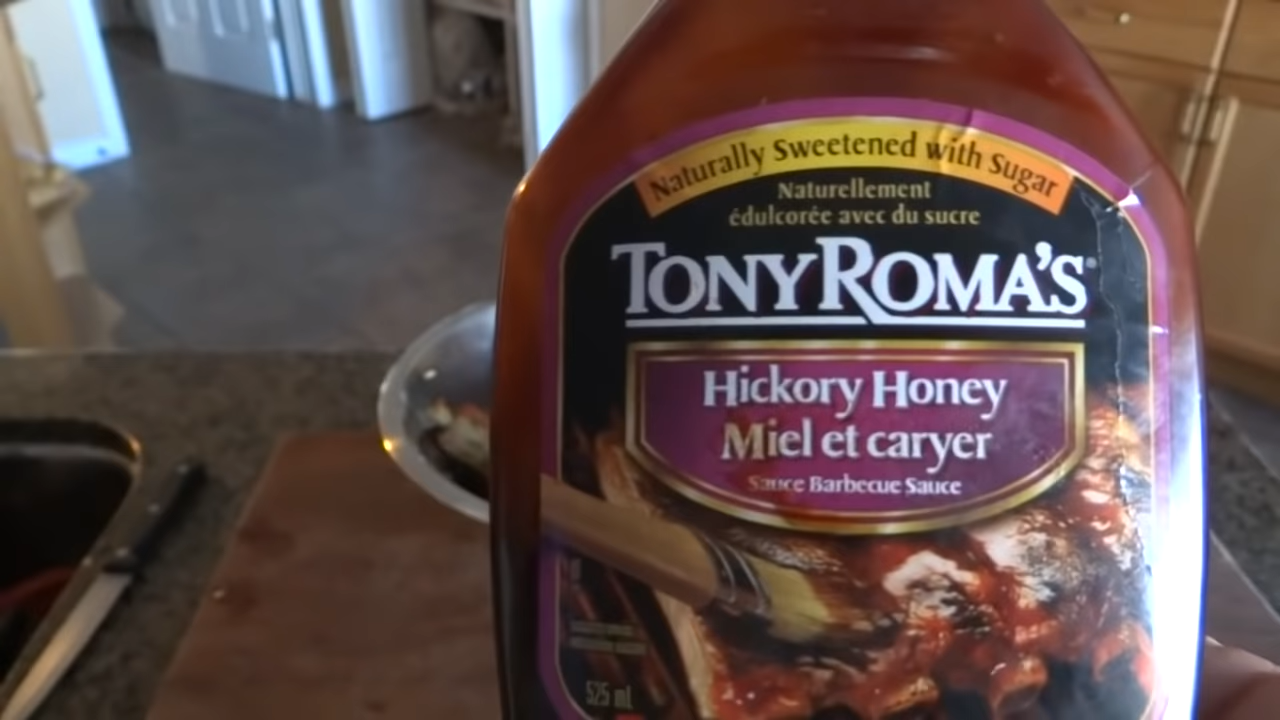 Naturally Sweetened with Sugar
Naturellement
édulcorée avec du sucre
TONY ROMA'S
Hickory Honey
Miel et caryer
Sauce Barbecue Sauce
525 ml